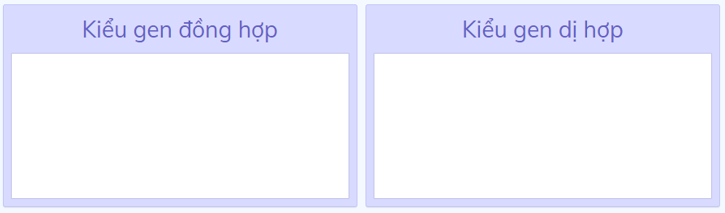 Kiểu gen đồng hợp
Kiểu gen dị hợp